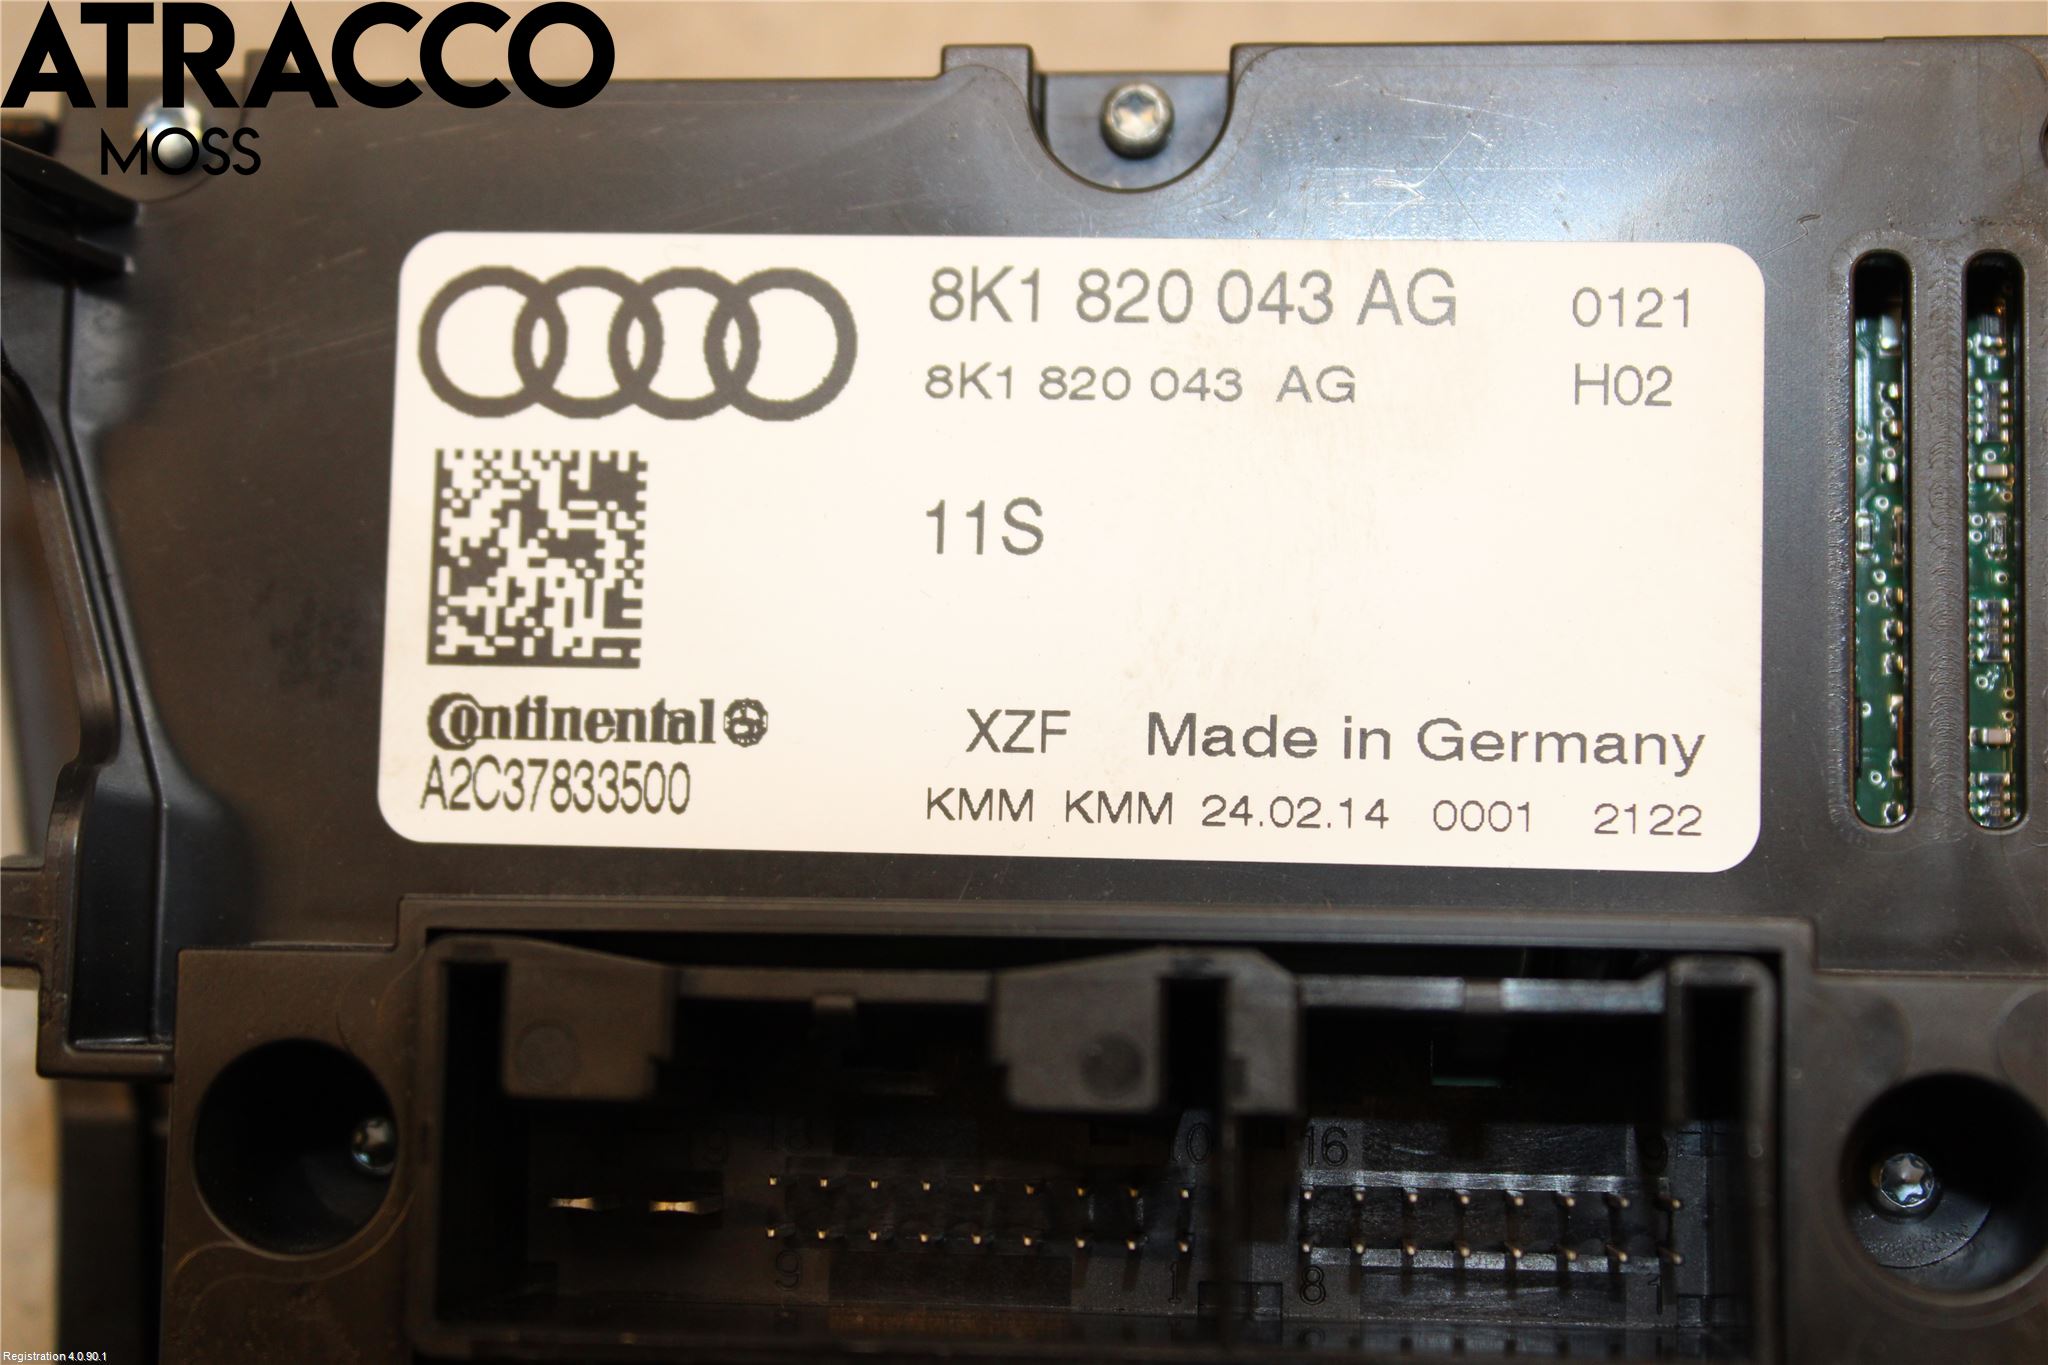 ATRACCO
MOSS
8K1 820 043 AG 0121
8K1 820 043 AG H02
11S
Continental
A2C37833500
XZF Made in Germany
KMM KMM 24.02.14 0001 2122
18 10 16 9
9 1 8 1
Registration 4.0.90.1